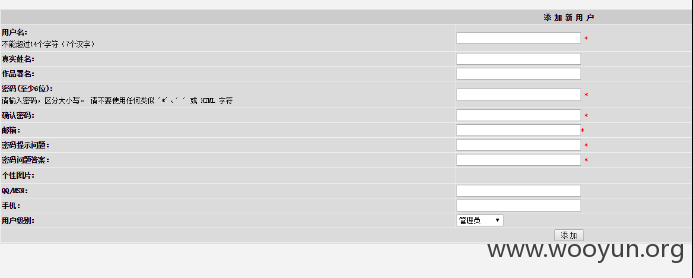 添 加 新 用 户
用户名:
不能超过14个字符（7个汉字）
*
真实姓名:
作品署名:
密码(至少6位):
请输入密码，区分大小写。 请不要使用任何类似 '*'、' ' 或 HTML 字符
*
确认密码:
*
邮箱:
*
密码提示问题:
*
密码问题答案:
*
个性图片:
QQ/MSN:
手机:
用户级别:
管理员
添 加
www.wooyun.org